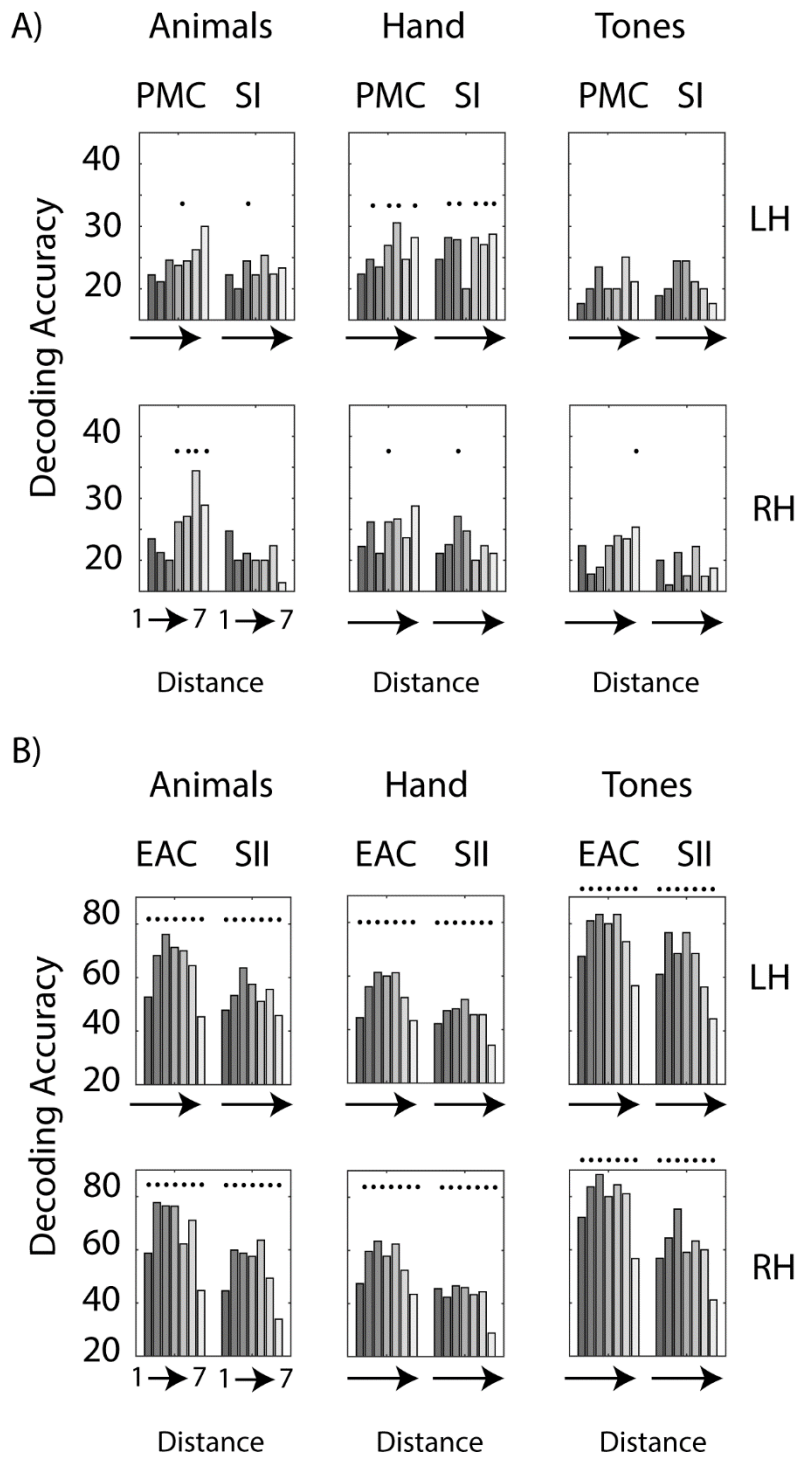 A)
Animals Hand Tones
PMC SI PMC SI PMC SI
Decoding Accuracy
40
30
20
LH
40
30
20
RH
1 7 1 7
Distance Distance Distance
B)
Animals Hand Tones
EAC SII EAC SII EAC SII
Decoding Accuracy
80
60
40
20
LH
80
60
40
20
RH
1 7 1 7
Distance Distance Distance